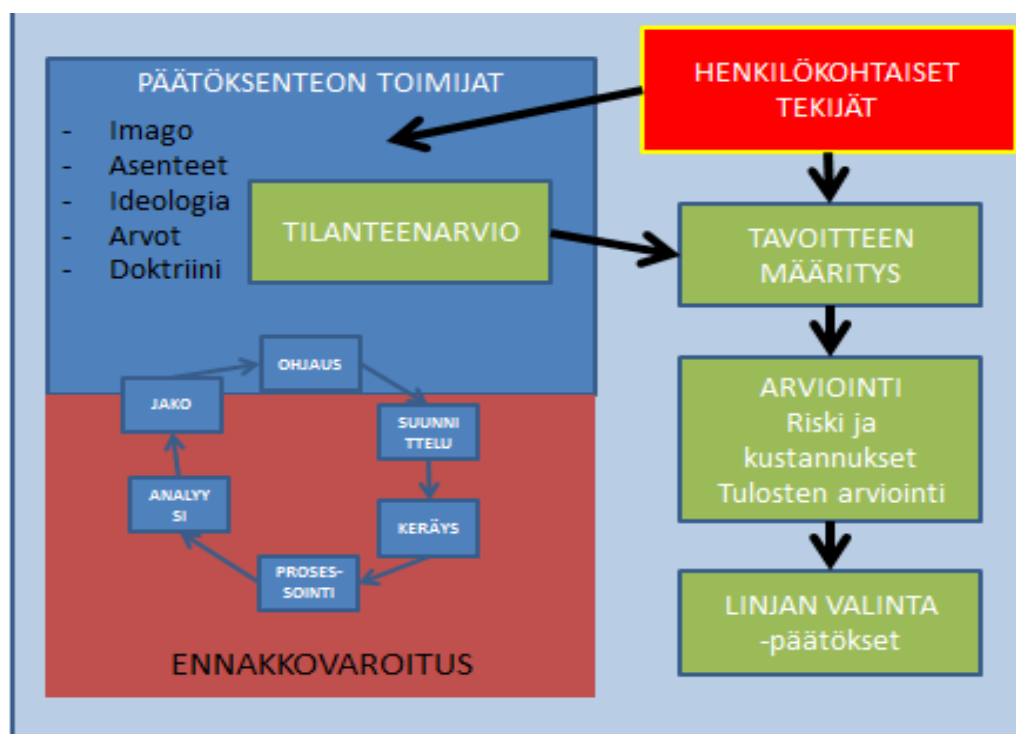 PÄÄTÖKSENTEON TOIMIJAT
- Imago
- Asenteet
- Ideologia
- Arvot
- Doktriini
TILANTEENARVIO
HENKILÖKOHTAISET
TEKIJÄT
TAVOITTEEN
MÄÄRITYS
ARVIOINTI
Riski ja
kustannukset
Tulosten arviointi
LINJAN VALINTA
-päätökset
OHJAUS
SUUNNI
TTELU
KERÄYS
PROSES-
SOINTI
ANALYY
SI
JAKO
ENNAKKOVAROITUS